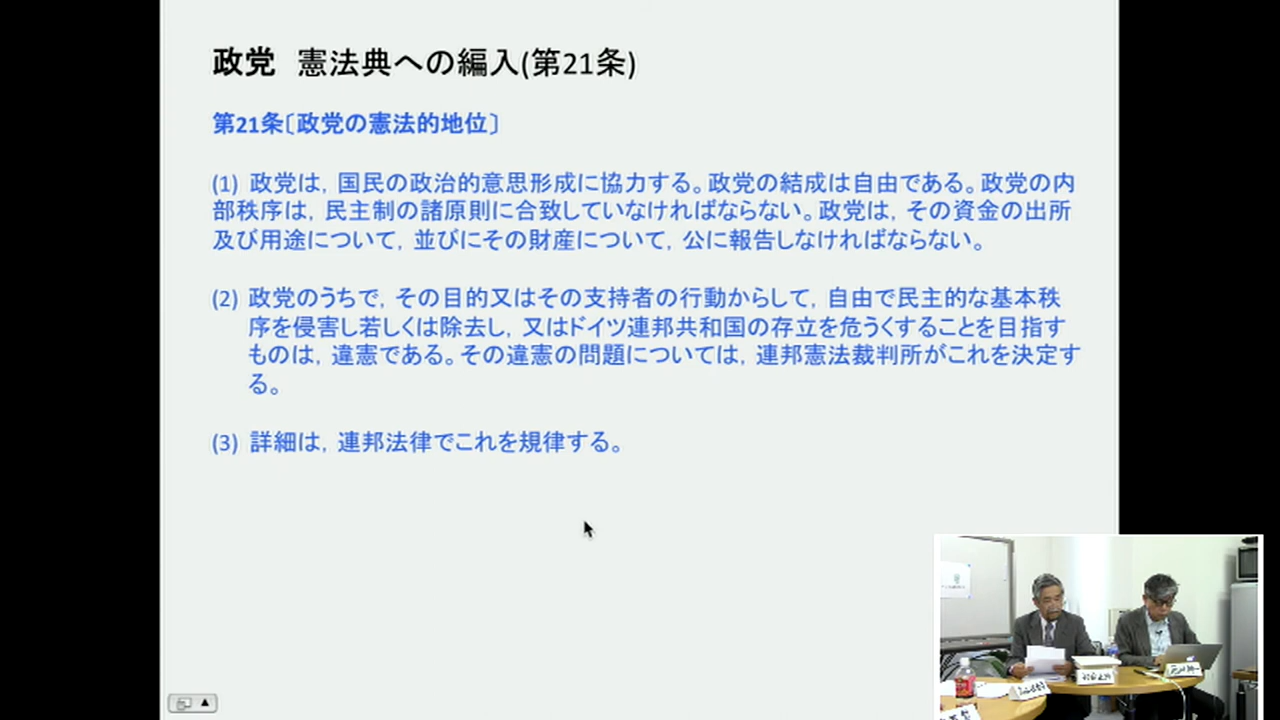 政党 憲法典への編入(第21条)
第21条〔政党の憲法的地位〕
(1) 政党は，国民の政治的意思形成に協力する。政党の結成は自由である。政党の内
部秩序は，民主制の諸原則に合致していなければならない。政党は，その資金の出所
及び用途について，並びにその財産について，公に報告しなければならない。
(2) 政党のうちで，その目的又はその支持者の行動からして，自由で民主的な基本秩
序を侵害し若しくは除去し，又はドイツ連邦共和国の存立を危うくすることを目指す
ものは，違憲である。その違憲の問題については，連邦憲法裁判所がこれを決定す
る。
(3) 詳細は，連邦法律でこれを規律する。